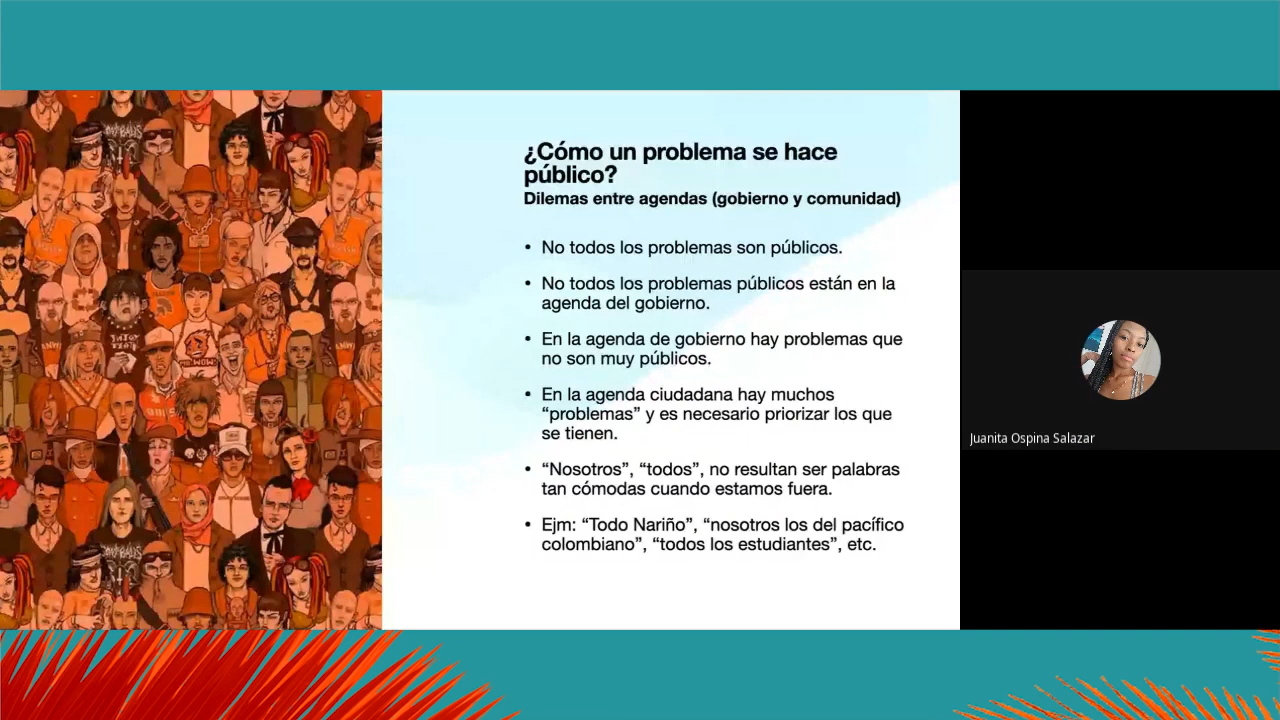 ¿Cómo un problema se hace
público?
Dilemas entre agendas (gobierno y comunidad)
• No todos los problemas son públicos.
• No todos los problemas públicos están en la
agenda del gobierno.
• En la agenda de gobierno hay problemas que
no son muy públicos.
• En la agenda ciudadana hay muchos
“problemas” y es necesario priorizar los que
se tienen.
• “Nosotros”, “todos”, no resultan ser palabras
tan cómodas cuando estamos fuera.
• Ejm: “Todo Nariño”, “nosotros los del pacífico
colombiano”, “todos los estudiantes”, etc.
Juanita Ospina Salazar